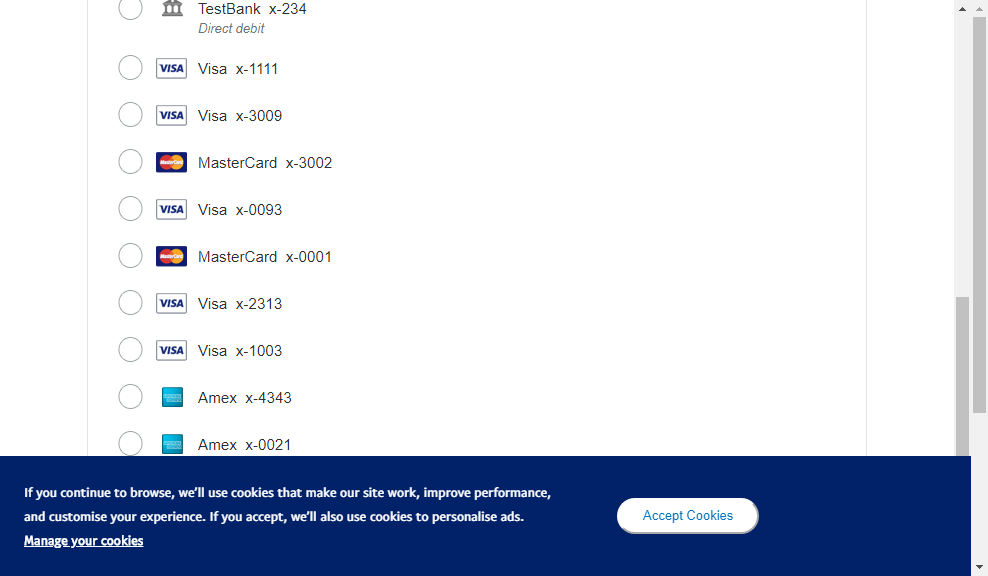 TestBank x-234
Direct debit
VISA Visa x-1111
VISA Visa x-3009
MasterCard MasterCard x-3002
VISA Visa x-0093
MasterCard MasterCard x-0001
VISA Visa x-2313
VISA Visa x-1003
Amex x-4343
Amex x-0021
If you continue to browse, we'll use cookies that make our site work, improve performance,
and customise your experience. If you accept, we'll also use cookies to personalise ads.
Manage your cookies
Accept Cookies